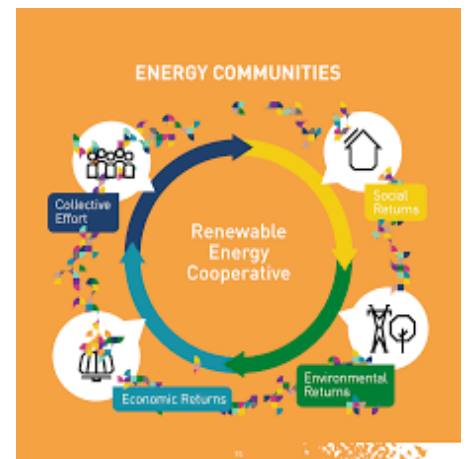 ENERGY COMMUNITIES
Collective
Effort
Social
Returns
Renewable
Energy
Cooperative
Environmental
Returns
Economic Returns